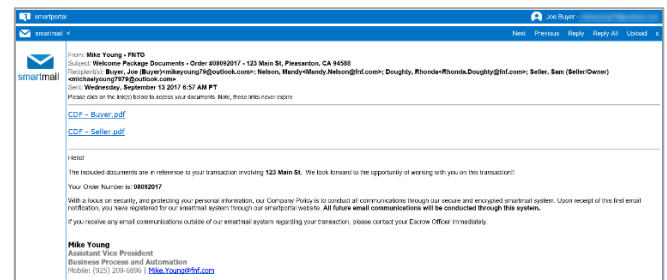 smartportal
Joe Buyer -
smartmail <
Next Previous Reply Reply All Upload x
smartmail
From: Mike Young - FNTG
Subject: Welcome Package Documents - Order #08092017 - 123 Main St, Pleasanton, CA 94588
Recipient(s): Buyer, Joe (Buyer)<mikeyoung79@outlook.com>; Nelson, Mandy<Mandy.Nelson@fnf.com>; Doughty, Rhonda<Rhonda.Doughty@fnf.com>; Seller, Sam (Seller/Owner)
<michaelyoung7979@outlook.com>
Sent: Wednesday, September 13 2017 6:57 AM PT
Please click on the link(s) below to access your documents. Note, these links never expire
CDF - Buyer.pdf
CDF - Seller.pdf
Hello!
The included documents are in reference to your transaction involving 123 Main St. We look forward to the opportunity of working with you on this transaction!!
Your Order Number is: 08092017
With a focus on security, and protecting your personal information, our Company Policy is to conduct all communications through our secure and encrypted smartmail system. Upon receipt of this first email
notification, you have registered for our smartmail system through our smartportal website. All future email communications will be conducted through this system.
If you receive any email communications outside of our smartmail system regarding your transaction, please contact your Escrow Officer immediately.
Mike Young
Assistant Vice President
Business Process and Automation
Mobile: (925) 209-6896 | Mike.Young@fnf.com